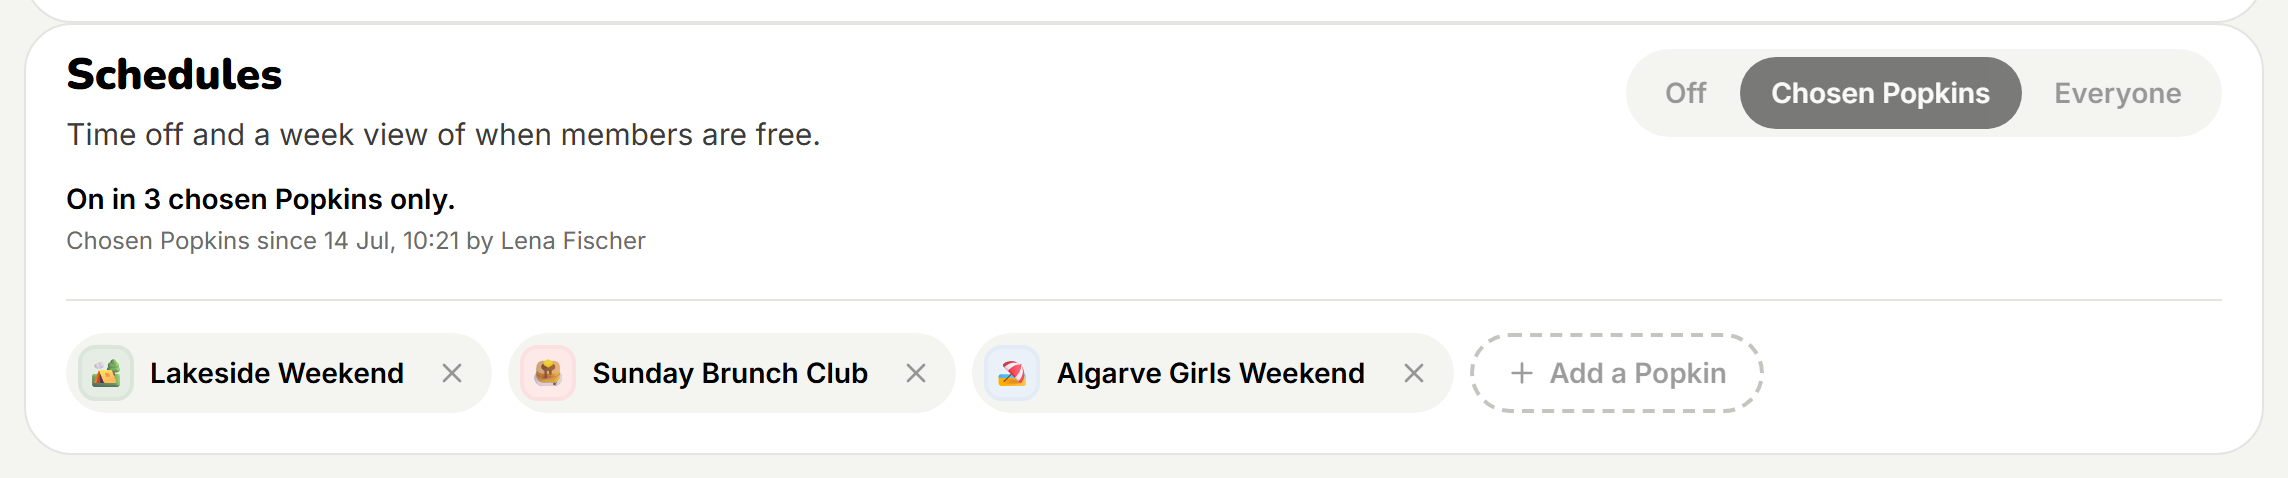 Schedules
Off Chosen Popkins Everyone
Time off and a week view of when members are free.
On in 3 chosen Popkins only.
Chosen Popkins since 14 Jul, 10:21 by Lena Fischer
Lakeside Weekend Sunday Brunch Club Algarve Girls Weekend + Add a Popkin